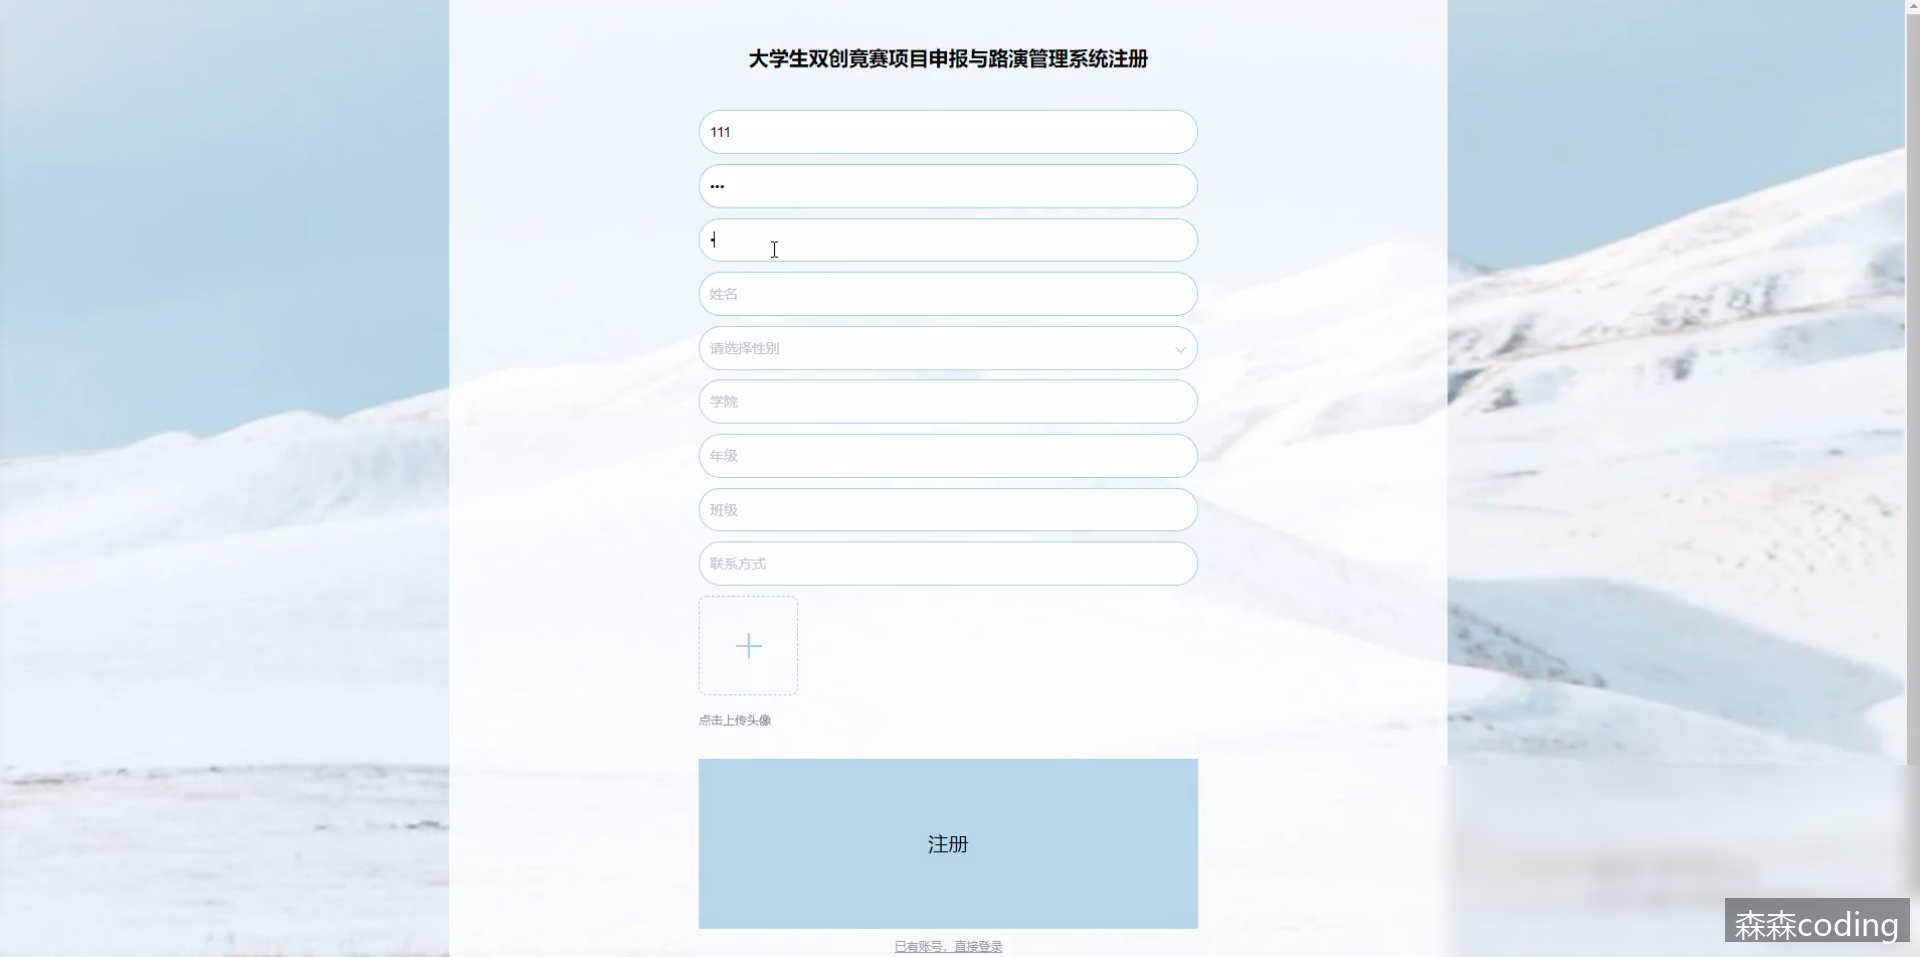 大学生双创竟赛项目申报与路演管理系统注册
111
•••
•
姓名
请选择性别
学院
年级
班级
联系方式
点击上传头像
注册
已有账号，直接登录
森森coding